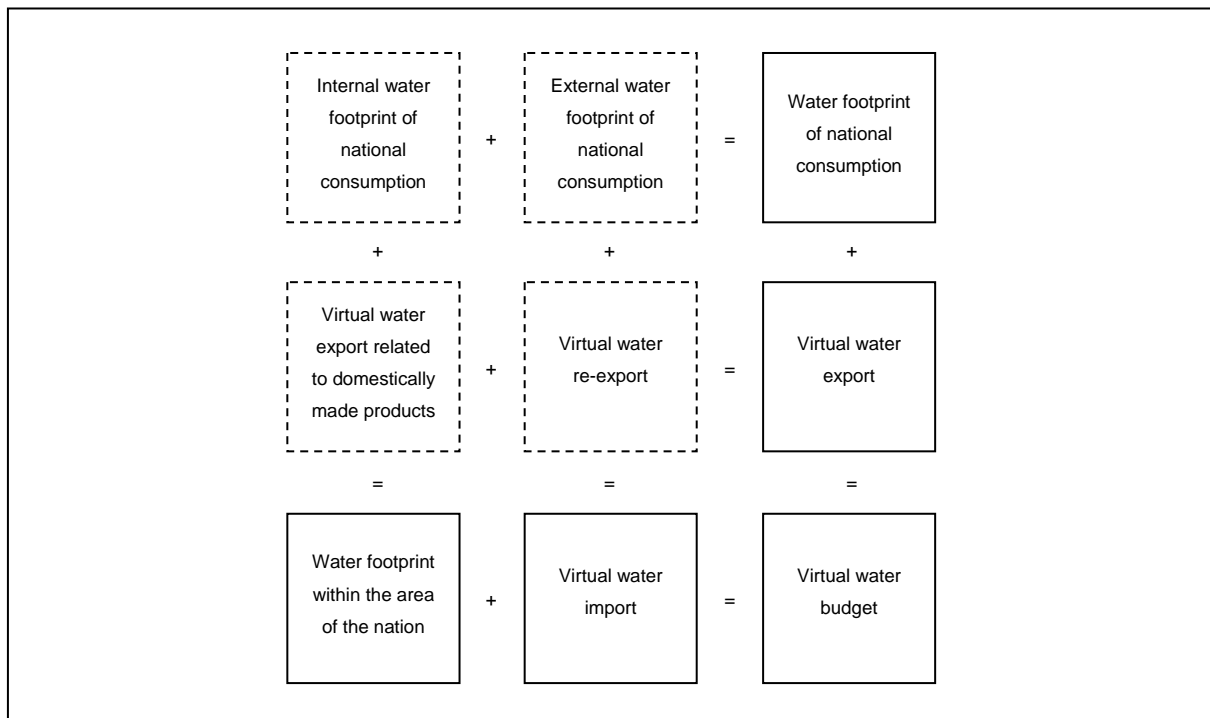 Internal water
footprint of
national
consumption
+
External water
footprint of
national
consumption
=
Water footprint
of national
consumption
+
+
+
Virtual water
export related
to domestically
made products
+
Virtual water
re-export
=
Virtual water
export
=
=
=
Water footprint
within the area
of the nation
+
Virtual water
import
=
Virtual water
budget